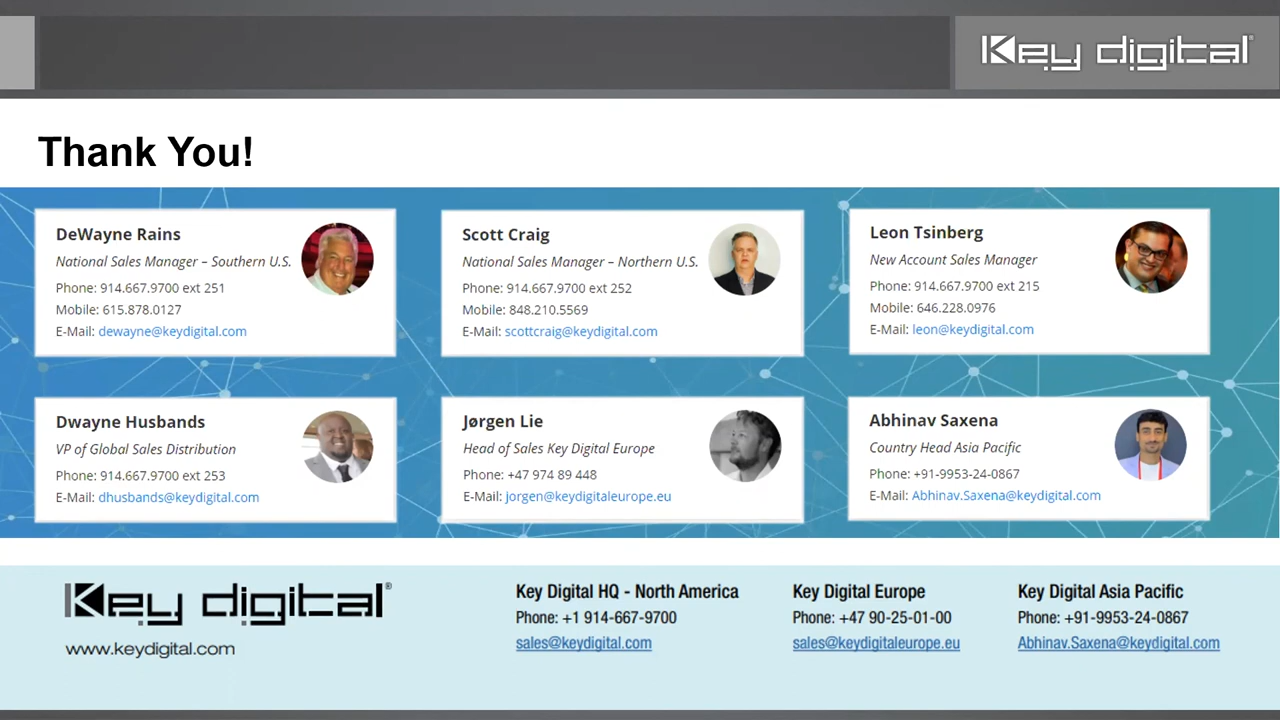 Key digital®
Thank You!
DeWayne Rains
National Sales Manager – Southern U.S.
Phone: 914.667.9700 ext 251
Mobile: 615.878.0127
E-Mail: dewayne@keydigital.com
Scott Craig
National Sales Manager – Northern U.S.
Phone: 914.667.9700 ext 252
Mobile: 848.210.5569
E-Mail: scottcraig@keydigital.com
Leon Tsinberg
New Account Sales Manager
Phone: 914.667.9700 ext 215
Mobile: 646.228.0976
E-Mail: leon@keydigital.com
Dwayne Husbands
VP of Global Sales Distribution
Phone: 914.667.9700 ext 253
E-Mail: dhusbands@keydigital.com
Jørgen Lie
Head of Sales Key Digital Europe
Phone: +47 974 89 448
E-Mail: jorgen@keydigitaleurope.eu
Abhinav Saxena
Country Head Asia Pacific
Phone: +91-9953-24-0867
E-Mail: Abhinav.Saxena@keydigital.com
Key digital®
www.keydigital.com
Key Digital HQ - North America
Phone: +1 914-667-9700
sales@keydigital.com
Key Digital Europe
Phone: +47 90-25-01-00
sales@keydigitaleurope.eu
Key Digital Asia Pacific
Phone: +91-9953-24-0867
Abhinav.Saxena@keydigital.com